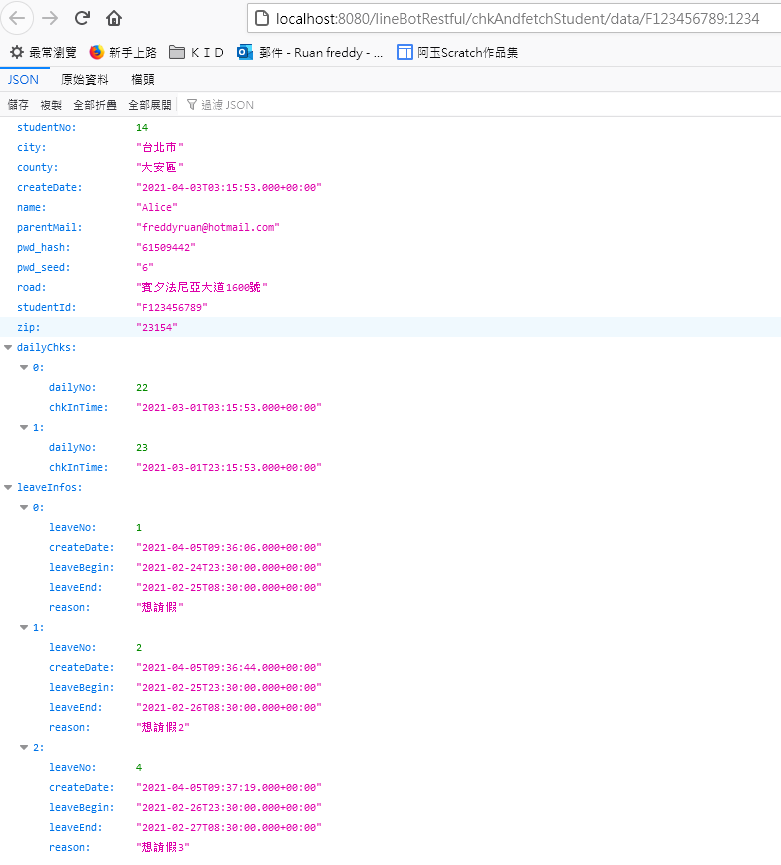 localhost:8080/lineBotRestful/chkAndfetchStudent/data/F123456789:1234
最常瀏覽 新手上路 ＫＩＤ 郵件 - Ruan freddy - ... 阿玉Scratch作品集
JSON 原始資料 檔頭
儲存 複製 全部折疊 全部展開 過濾 JSON
studentNo: 14
city: "台北市"
county: "大安區"
createDate: "2021-04-03T03:15:53.000+00:00"
name: "Alice"
parentMail: "freddyruan@hotmail.com"
pwd_hash: "61509442"
pwd_seed: "6"
road: "賓夕法尼亞大道1600號"
studentId: "F123456789"
zip: "23154"
dailyChks:
0:
dailyNo: 22
chkInTime: "2021-03-01T03:15:53.000+00:00"
1:
dailyNo: 23
chkInTime: "2021-03-01T23:15:53.000+00:00"
leaveInfos:
0:
leaveNo: 1
createDate: "2021-04-05T09:36:06.000+00:00"
leaveBegin: "2021-02-24T23:30:00.000+00:00"
leaveEnd: "2021-02-25T08:30:00.000+00:00"
reason: "想請假"
1:
leaveNo: 2
createDate: "2021-04-05T09:36:44.000+00:00"
leaveBegin: "2021-02-25T23:30:00.000+00:00"
leaveEnd: "2021-02-26T08:30:00.000+00:00"
reason: "想請假2"
2:
leaveNo: 4
createDate: "2021-04-05T09:37:19.000+00:00"
leaveBegin: "2021-02-26T23:30:00.000+00:00"
leaveEnd: "2021-02-27T08:30:00.000+00:00"
reason: "想請假3"